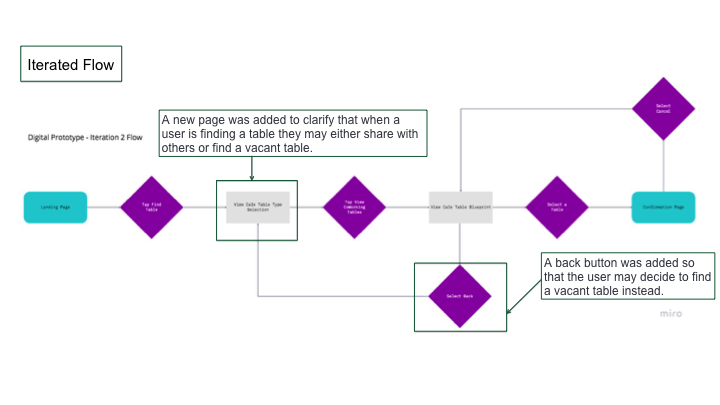 Iterated Flow
Digital Prototype - Iteration 2 Flow
A new page was added to clarify that when a
user is finding a table they may either share with
others or find a vacant table.
Select
Cancel
Landing Page
Tap Find
Table
View Cafe Table Type
Selection
Tap View
Coworking
Tables
View Cafe Table Blueprint
Select a
Table
Confirmation Page
Select Back
A back button was added so
that the user may decide to find
a vacant table instead.
miro